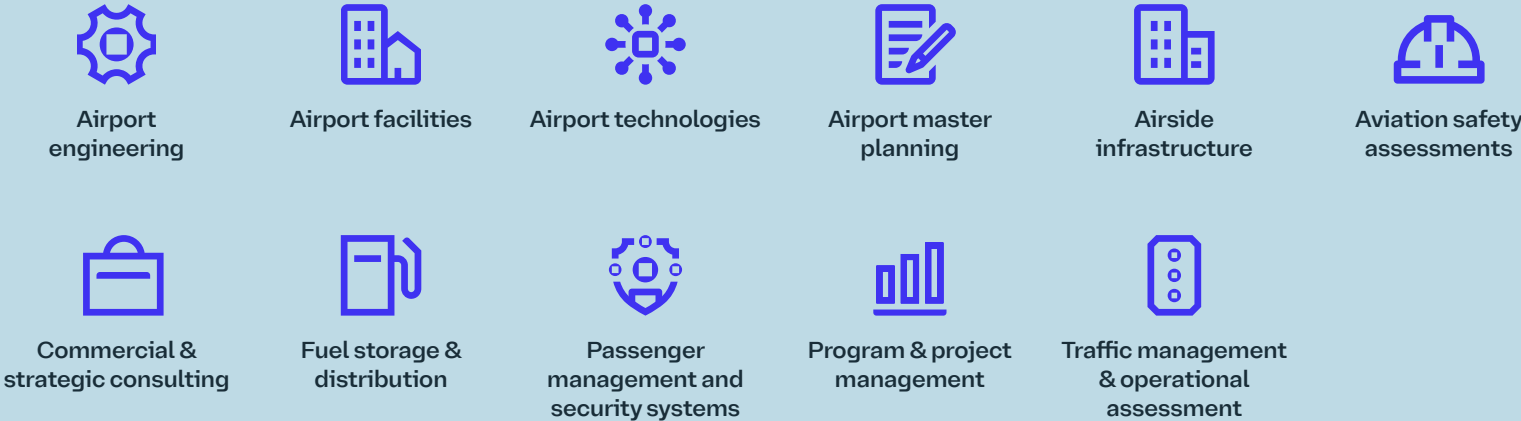 Airport
engineering
Airport facilities
Airport technologies
Airport master
planning
Airside
infrastructure
Aviation safety
assessments
Commercial &
strategic consulting
Fuel storage &
distribution
Passenger
management and
security systems
Program & project
management
Traffic management
& operational
assessment